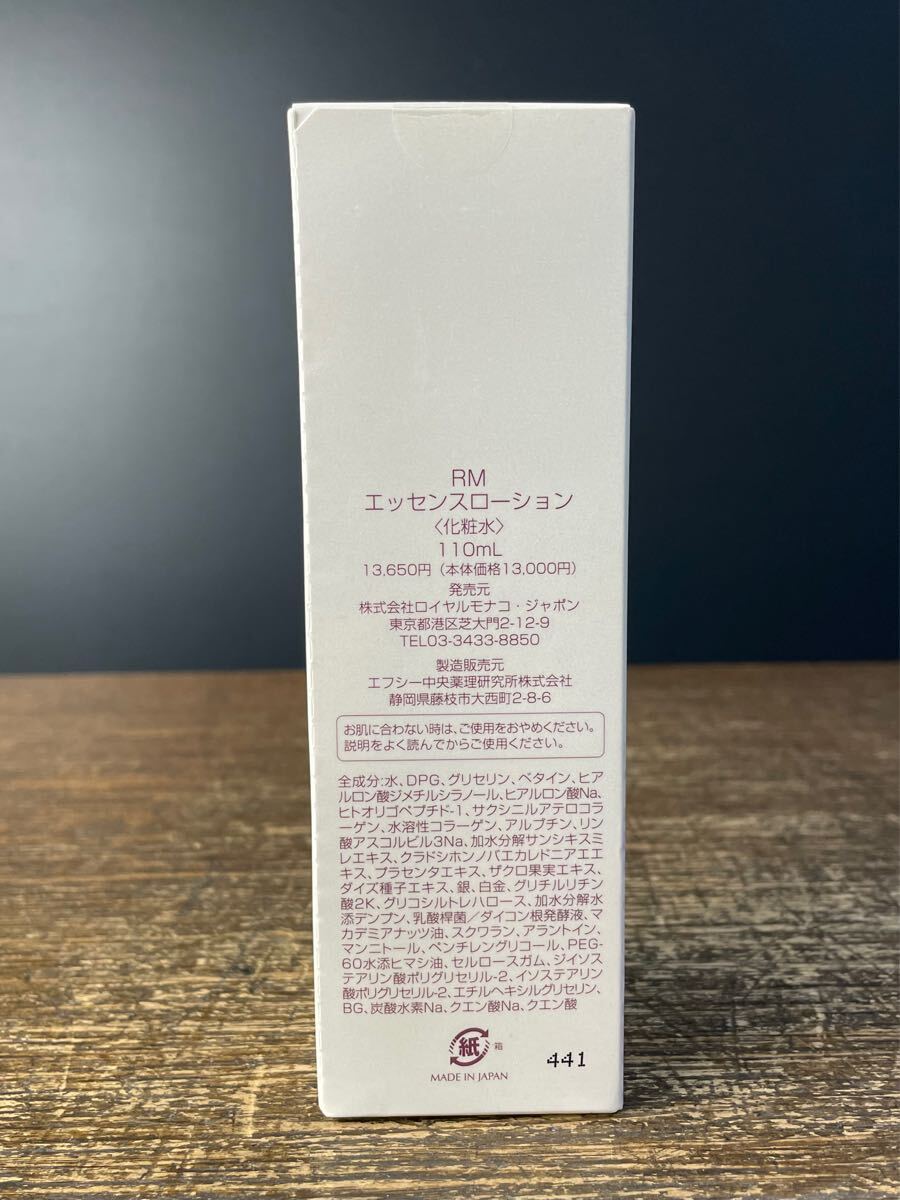 RM
エッセンスローション
〈化粧水〉
110mL
13,650円（本体価格13,000円）
発売元
株式会社ロイヤルモナコ・ジャポン
東京都港区芝大門2-12-9
TEL03-3433-8850
製造販売元
エフシー中央薬理研究所株式会社
静岡県藤枝市大西町2-8-6
お肌に合わない時は、ご使用をおやめください。
説明をよく読んでからご使用ください。
全成分:水、DPG、グリセリン、ベタイン、ヒア
ルロン酸ジメチルシラノール、ヒアルロン酸Na、
ヒトオリゴペプチド-1、サクシニルアテロコラ
ーゲン、水溶性コラーゲン、アルブチン、リン
酸アスコルビル3Na、加水分解サンシキスミ
レエキス、クラドシホンノバエカレドニアエエ
キス、プラセンタエキス、ザクロ果実エキス、
ダイズ種子エキス、銀、白金、グリチルリチン
酸2K、グリコシルトレハロース、加水分解水
添デンプン、乳酸桿菌／ダイコン根発酵液、マ
カデミアナッツ油、スクワラン、アラントイン、
マンニトール、ペンチレングリコール、PEG-
60水添ヒマシ油、セルロースガム、ジイソス
テアリン酸ポリグリセリル-2、イソステアリン
酸ポリグリセリル-2、エチルヘキシルグリセリン、
BG、炭酸水素Na、クエン酸Na、クエン酸
紙 箱
441
MADE IN JAPAN